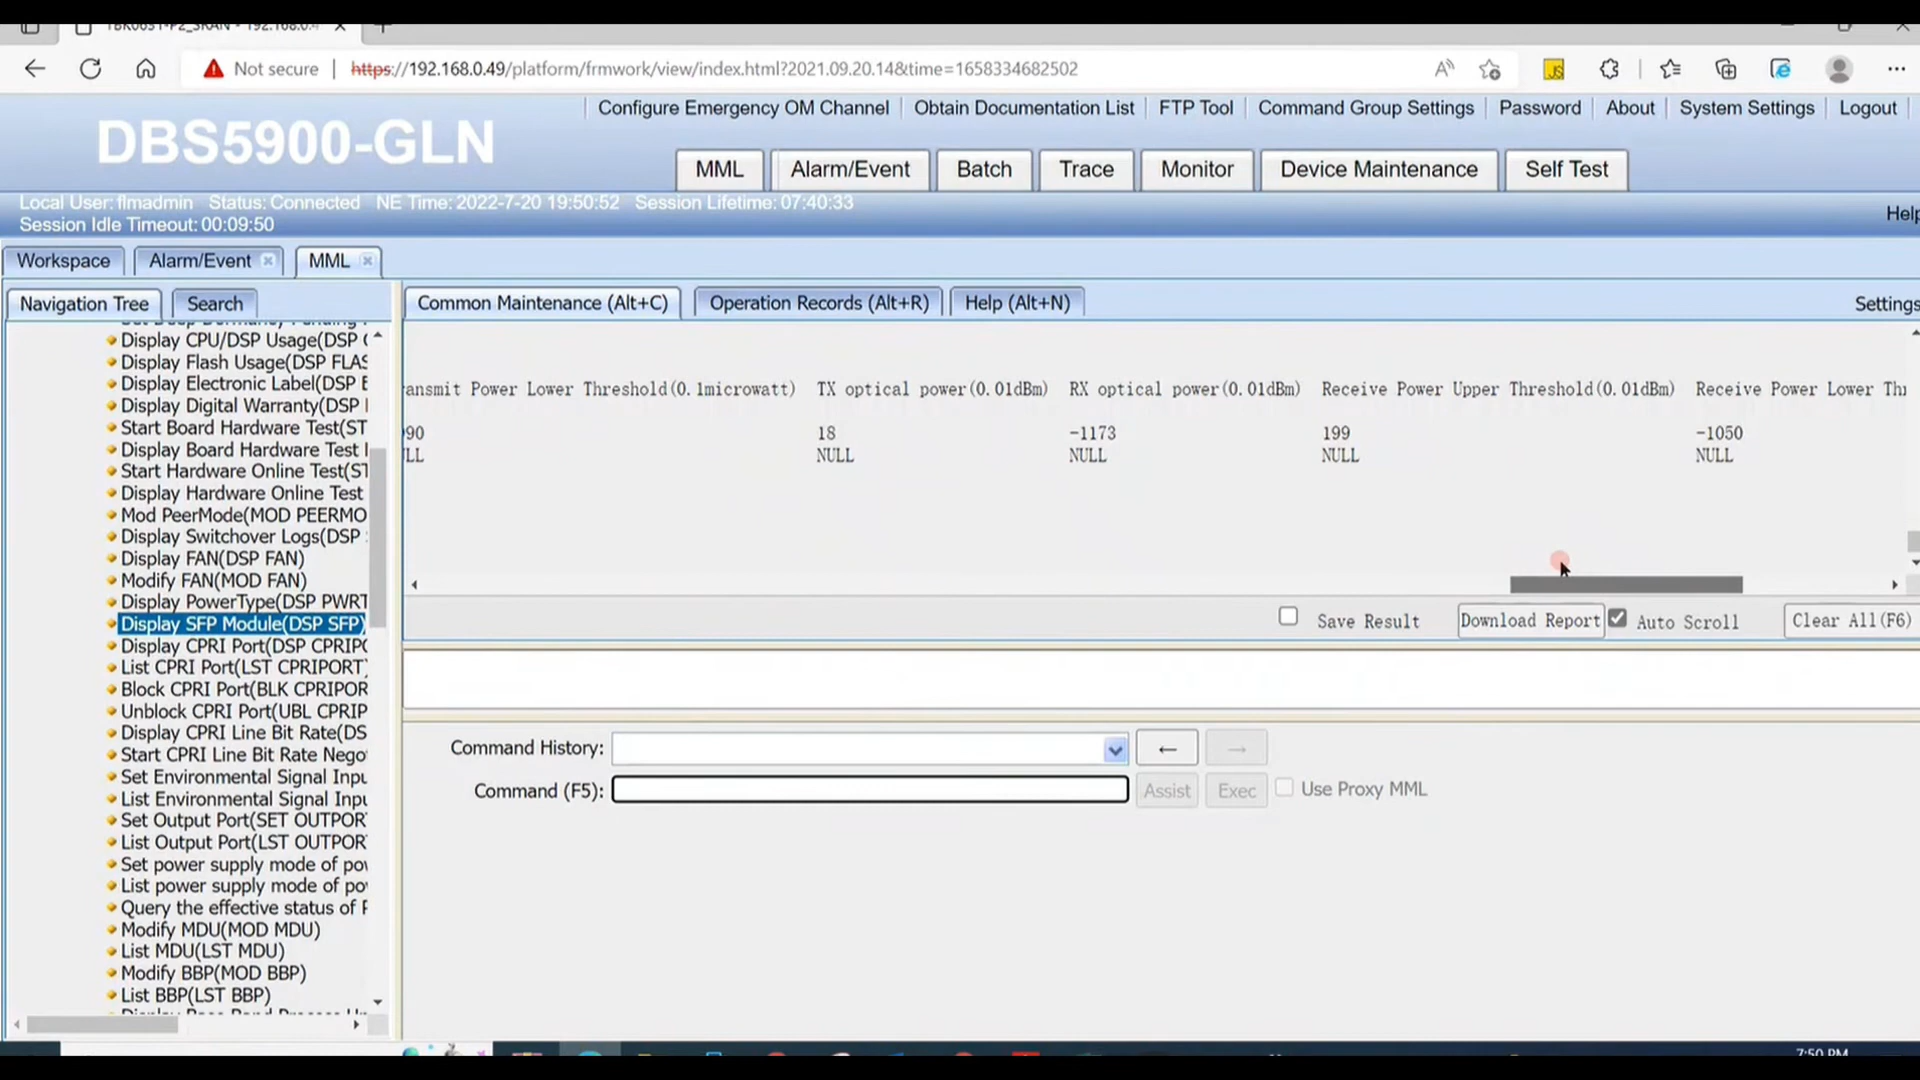 Not secure | https://192.168.0.49/platform/frmwork/view/index.html?2021.09.20.14&time=1658334682502
Configure Emergency OM Channel | Obtain Documentation List | FTP Tool | Command Group Settings | Password | About | System Settings | Logout
DBS5900-GLN
MML Alarm/Event Batch Trace Monitor Device Maintenance Self Test
Local User: flmadmin Status: Connected NE Time: 2022-7-20 19:50:52 Session Lifetime: 07:40:33
Session Idle Timeout: 00:09:50
Help
Workspace Alarm/Event MML
Navigation Tree Search
Common Maintenance (Alt+C) Operation Records (Alt+R) Help (Alt+N) Settings
Display CPU/DSP Usage(DSP C
Display Flash Usage(DSP FLAS
Display Electronic Label(DSP E
Display Digital Warranty(DSP
Start Board Hardware Test(ST
Display Board Hardware Test
Start Hardware Online Test(ST
Display Hardware Online Test
Mod PeerMode(MOD PEERMO
Display Switchover Logs(DSP
Display FAN(DSP FAN)
Modify FAN(MOD FAN)
Display PowerType(DSP PWRT
Display SFP Module(DSP SFP)
Display CPRI Port(DSP CPRIPO
List CPRI Port(LST CPRIPORT)
Block CPRI Port(BLK CPRIPOR
Unblock CPRI Port(UBL CPRIP
Display CPRI Line Bit Rate(DS
Start CPRI Line Bit Rate Nego
Set Environmental Signal Inpu
List Environmental Signal Inpu
Set Output Port(SET OUTPOR
List Output Port(LST OUTPOR
Set power supply mode of po
List power supply mode of po
Query the effective status of
Modify MDU(MOD MDU)
List MDU(LST MDU)
Modify BBP(MOD BBP)
List BBP(LST BBP)
ansmit Power Lower Threshold(0.1microwatt) TX optical power(0.01dBm) RX optical power(0.01dBm) Receive Power Upper Threshold(0.01dBm) Receive Power Lower Thr
90 18 -1173 199 -1050
LL NULL NULL NULL NULL
Save Result Download Report Auto Scroll Clear All(F6)
Command History: ← →
Command (F5): Assist Exec Use Proxy MML
7:50 PM